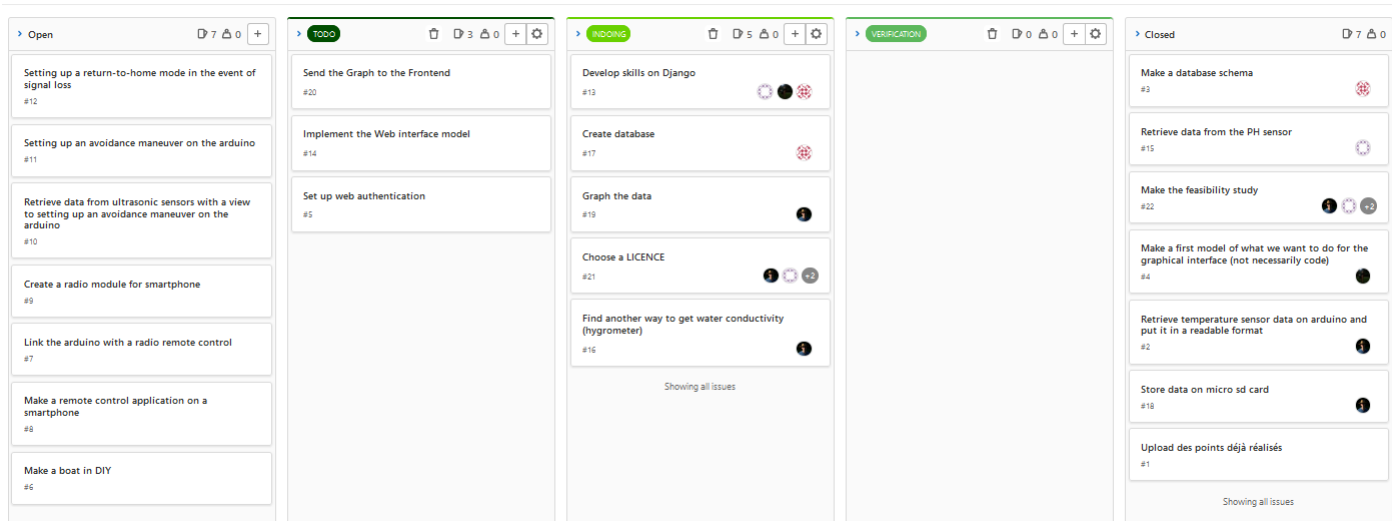 Open 7 0 +
Setting up a return-to-home mode in the event of
signal loss
#12
Setting up an avoidance maneuver on the arduino
#11
Retrieve data from ultrasonic sensors with a view
to setting up an avoidance maneuver on the
arduino
#10
Create a radio module for smartphone
#9
Link the arduino with a radio remote control
#7
Make a remote control application on a
smartphone
#8
Make a boat in DIY
#6
TODO 3 0 +
Send the Graph to the Frontend
#20
Implement the Web interface model
#14
Set up web authentication
#5
INDOING 5 0 +
Develop skills on Django
#13
Create database
#17
Graph the data
#19
Choose a LICENCE
#21 +2
Find another way to get water conductivity
(hygrometer)
#16
Showing all issues
VERIFICATION 0 0 +
Closed 7 0
Make a database schema
#3
Retrieve data from the PH sensor
#15
Make the feasibility study
#22 +2
Make a first model of what we want to do for the
graphical interface (not necessarily code)
#4
Retrieve temperature sensor data on arduino and
put it in a readable format
#2
Store data on micro sd card
#18
Upload des points déjà réalisés
#1
Showing all issues